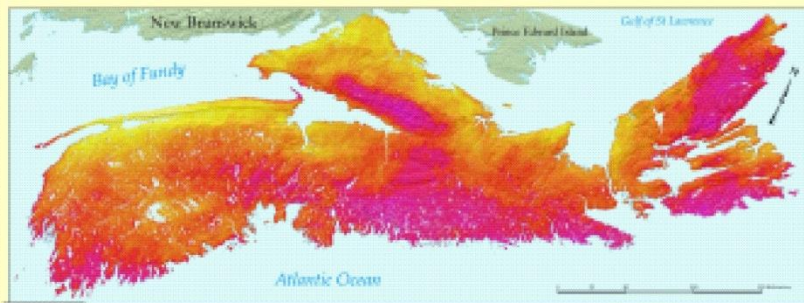 New Brunswick
Prince Edward Island
Gulf of St Lawrence
Bay of Fundy
Atlantic Ocean